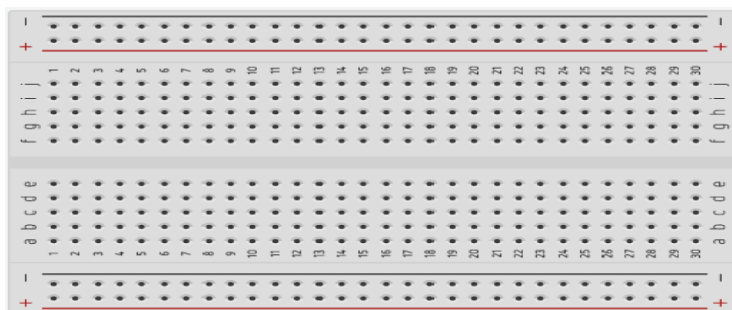 - -
+ +
1 2 3 4 5 6 7 8 9 10 11 12 13 14 15 16 17 18 19 20 21 22 23 24 25 26 27 28 29 30
j j
i i
h h
g g
f f
e e
d d
c c
b b
a a
1 2 3 4 5 6 7 8 9 10 11 12 13 14 15 16 17 18 19 20 21 22 23 24 25 26 27 28 29 30
- -
+ +